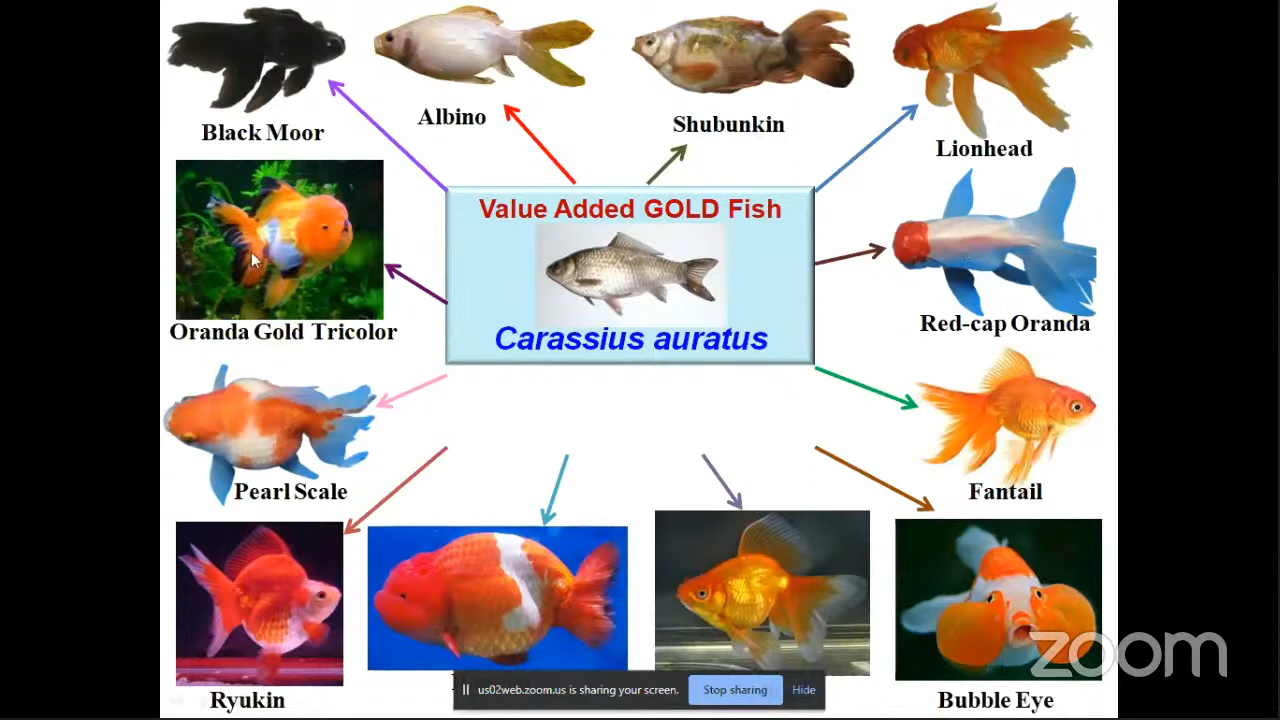 Black Moor
Albino
Shubunkin
Lionhead
Value Added GOLD Fish
Carassius auratus
Oranda Gold Tricolor
Red-cap Oranda
Pearl Scale
Fantail
Ryukin
Bubble Eye
us02web.zoom.us is sharing your screen.
Stop sharing
Hide
zoom